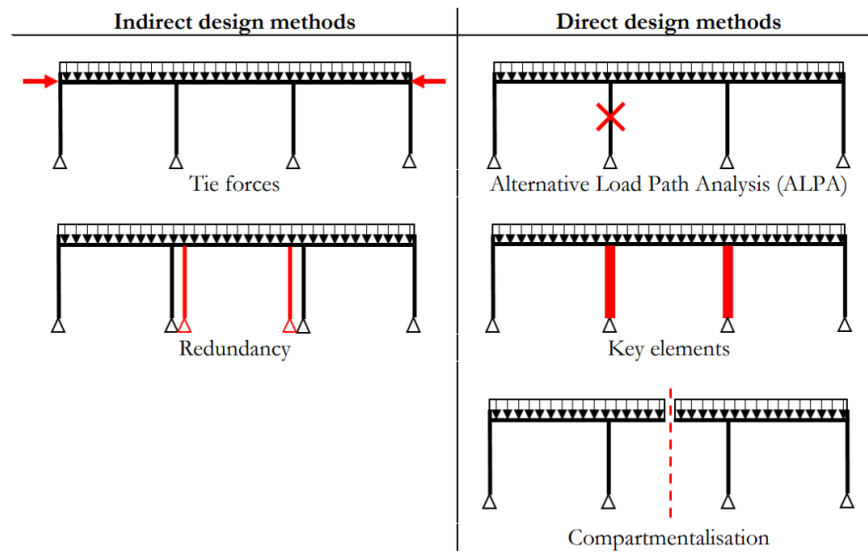 Indirect design methods
Direct design methods
Tie forces
Alternative Load Path Analysis (ALPA)
Redundancy
Key elements
Compartmentalisation